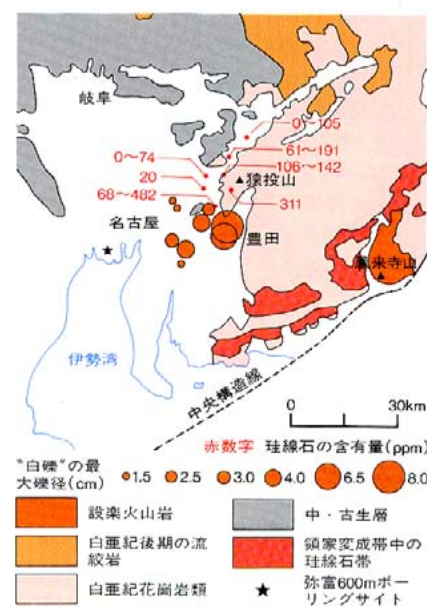 岐阜
0～105
61～191
0～74
106～142
20
猿投山
68～482
311
名古屋
豊田
鳳来寺山
伊勢湾
中央構造線
0 30km
赤数字 珪線石の含有量(ppm)
"白礫"の最大礫径(cm)
1.5 2.5 3.0 4.0 6.5 8.0
設楽火山岩
中・古生層
白亜紀後期の流紋岩
領家変成帯中の珪線石帯
白亜紀花崗岩類
弥富600mボーリングサイト